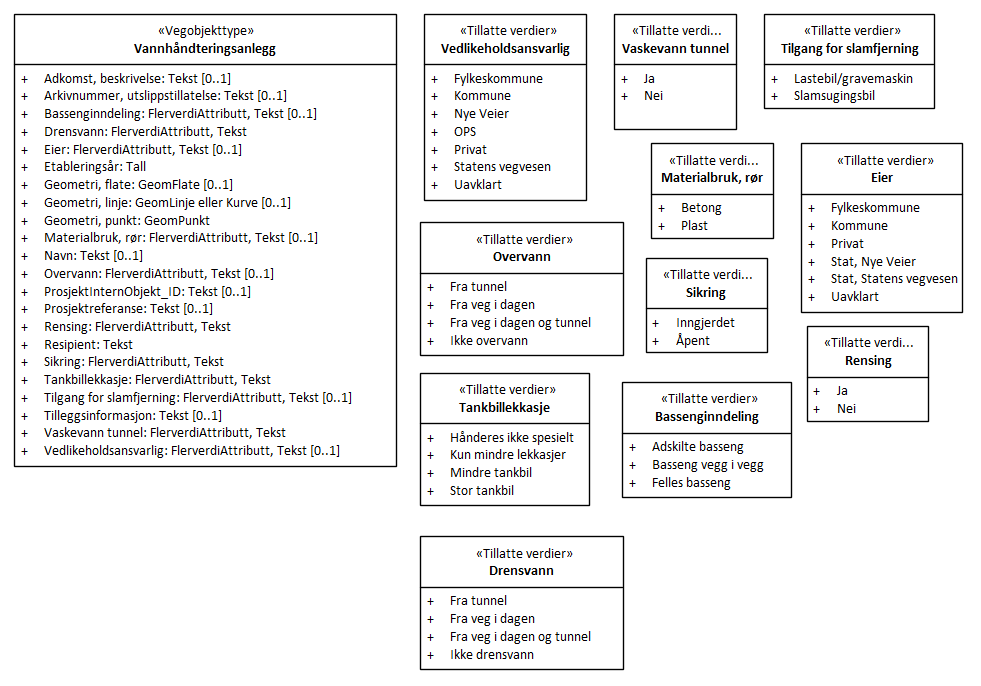 «Vegobjekttype»
Vannhåndteringsanlegg
+ Adkomst, beskrivelse: Tekst [0..1]
+ Arkivnummer, utslippstillatelse: Tekst [0..1]
+ Bassenginndeling: FlerverdiAttributt, Tekst [0..1]
+ Drensvann: FlerverdiAttributt, Tekst
+ Eier: FlerverdiAttributt, Tekst [0..1]
+ Etableringsår: Tall
+ Geometri, flate: GeomFlate [0..1]
+ Geometri, linje: GeomLinje eller Kurve [0..1]
+ Geometri, punkt: GeomPunkt
+ Materialbruk, rør: FlerverdiAttributt, Tekst [0..1]
+ Navn: Tekst [0..1]
+ Overvann: FlerverdiAttributt, Tekst [0..1]
+ ProsjektInternObjekt_ID: Tekst [0..1]
+ Prosjektreferanse: Tekst [0..1]
+ Rensing: FlerverdiAttributt, Tekst
+ Resipient: Tekst
+ Sikring: FlerverdiAttributt, Tekst
+ Tankbillekkasje: FlerverdiAttributt, Tekst
+ Tilgang for slamfjerning: FlerverdiAttributt, Tekst [0..1]
+ Tilleggsinformasjon: Tekst [0..1]
+ Vaskevann tunnel: FlerverdiAttributt, Tekst
+ Vedlikeholdsansvarlig: FlerverdiAttributt, Tekst [0..1]
«Tillatte verdier»
Vedlikeholdsansvarlig
+ Fylkeskommune
+ Kommune
+ Nye Veier
+ OPS
+ Privat
+ Statens vegvesen
+ Uavklart
«Tillatte verdi...
Vaskevann tunnel
+ Ja
+ Nei
«Tillatte verdier»
Tilgang for slamfjerning
+ Lastebil/gravemaskin
+ Slamsugingsbil
«Tillatte verdi...
Materialbruk, rør
+ Betong
+ Plast
«Tillatte verdier»
Eier
+ Fylkeskommune
+ Kommune
+ Privat
+ Stat, Nye Veier
+ Stat, Statens vegvesen
+ Uavklart
«Tillatte verdier»
Overvann
+ Fra tunnel
+ Fra veg i dagen
+ Fra veg i dagen og tunnel
+ Ikke overvann
«Tillatte verdi...
Sikring
+ Inngjerdet
+ Åpent
«Tillatte verdi...
Rensing
+ Ja
+ Nei
«Tillatte verdier»
Tankbillekkasje
+ Hånderes ikke spesielt
+ Kun mindre lekkasjer
+ Mindre tankbil
+ Stor tankbil
«Tillatte verdier»
Bassenginndeling
+ Adskilte basseng
+ Basseng vegg i vegg
+ Felles basseng
«Tillatte verdier»
Drensvann
+ Fra tunnel
+ Fra veg i dagen
+ Fra veg i dagen og tunnel
+ Ikke drensvann